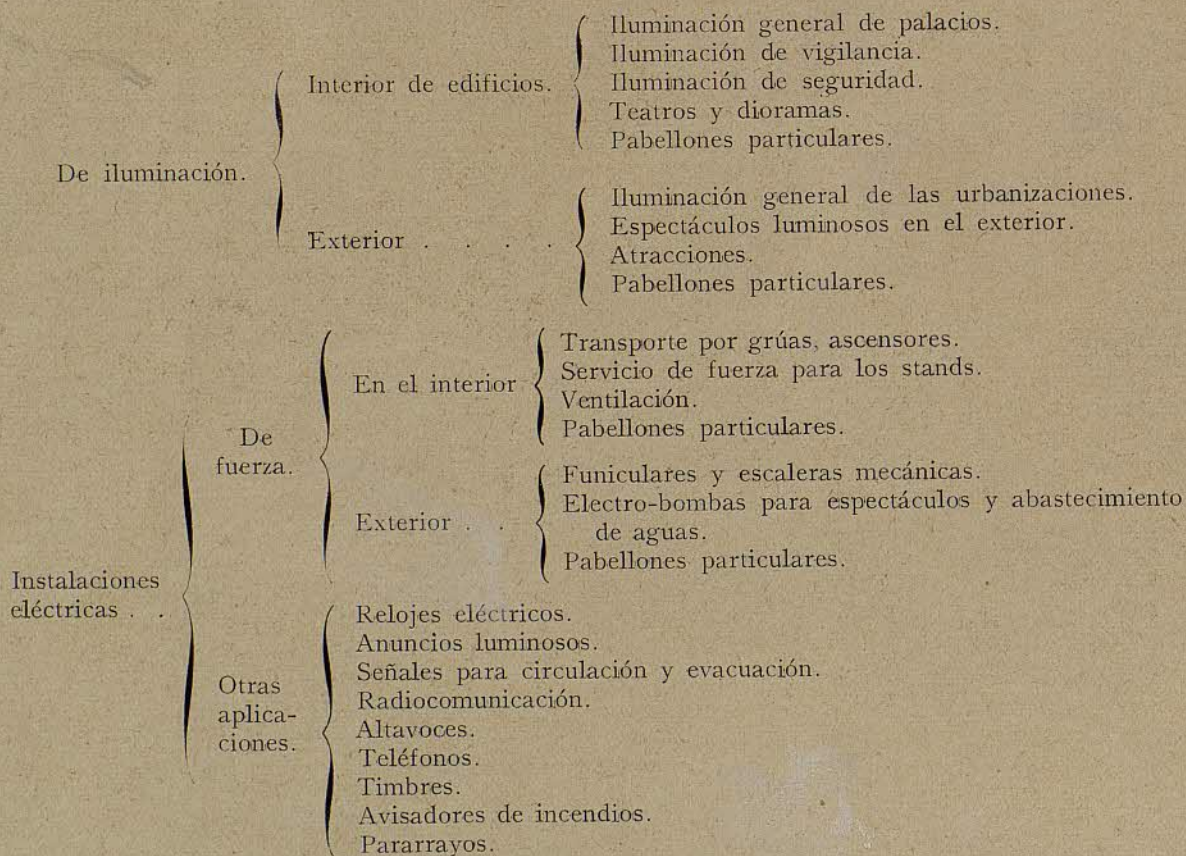 De iluminación.
Interior de edificios.
Iluminación general de palacios.
Iluminación de vigilancia.
Iluminación de seguridad.
Teatros y dioramas.
Pabellones particulares.
Exterior . . . .
Iluminación general de las urbanizaciones.
Espectáculos luminosos en el exterior.
Atracciones.
Pabellones particulares.
Instalaciones
eléctricas . .
De
fuerza.
En el interior
Transporte por grúas, ascensores.
Servicio de fuerza para los stands.
Ventilación.
Pabellones particulares.
Exterior . .
Funiculares y escaleras mecánicas.
Electro-bombas para espectáculos y abastecimiento
de aguas.
Pabellones particulares.
Otras
aplica-
ciones.
Relojes eléctricos.
Anuncios luminosos.
Señales para circulación y evacuación.
Radiocomunicación.
Altavoces.
Teléfonos.
Timbres.
Avisadores de incendios.
Pararrayos.